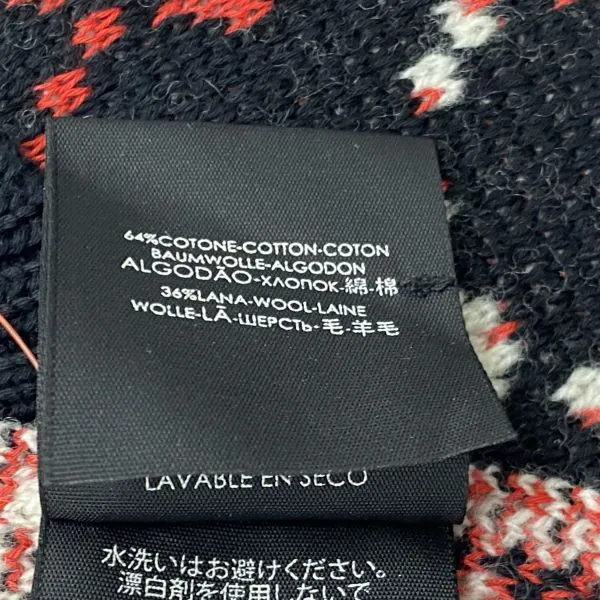 64%COTONE-COTTON-COTON
BAUMWOLLE-ALGODON
ALGODÃO-ХЛОПОК-綿-棉
36%LANA-WOOL-LAINE
WOLLE-LÃ-ШЕРСТЬ-毛-羊毛
LAVABLE EN SECO
水洗いはお避けください。
漂白剤を使用しないで